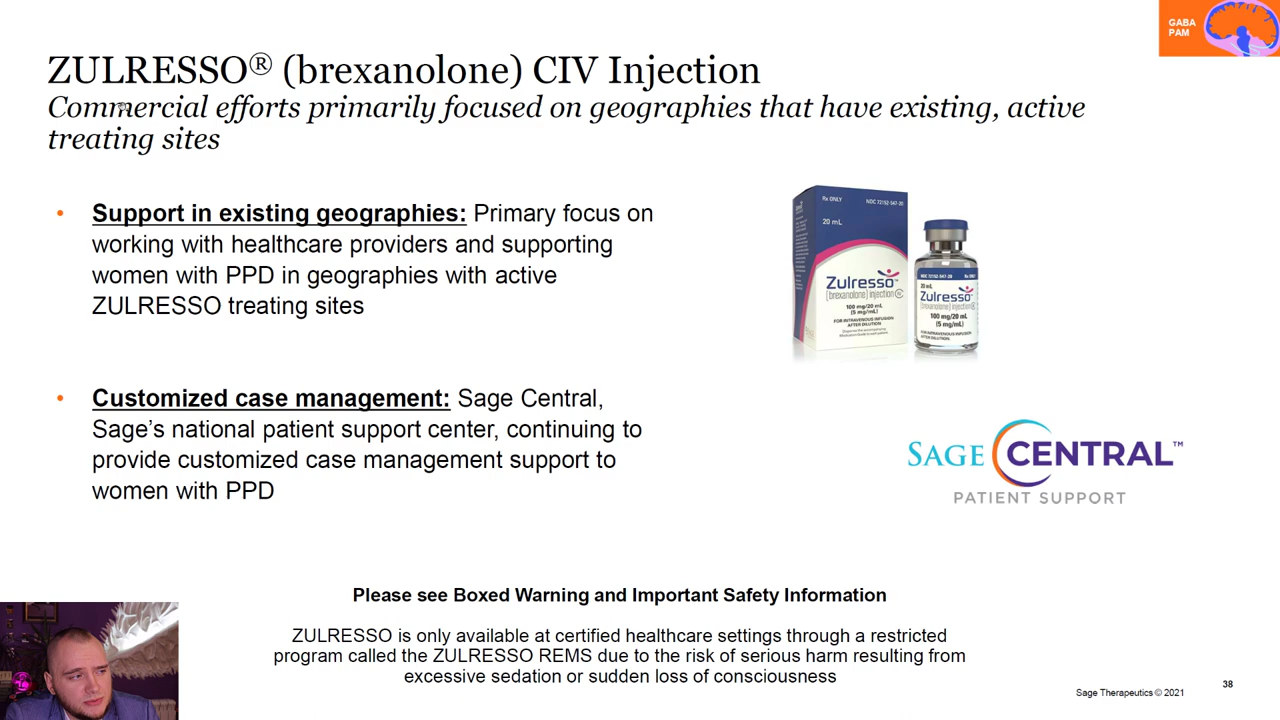 GABA
PAM
ZULRESSO® (brexanolone) CIV Injection
Commercial efforts primarily focused on geographies that have existing, active
treating sites
• Support in existing geographies: Primary focus on
working with healthcare providers and supporting
women with PPD in geographies with active
ZULRESSO treating sites
• Customized case management: Sage Central,
Sage’s national patient support center, continuing to
provide customized case management support to
women with PPD
Rx ONLY NDC 72152-547-20
20 mL
Zulresso™
(brexanolone) injection CIV
100 mg/20 mL
(5 mg/mL)
FOR INTRAVENOUS INFUSION
AFTER DILUTION
NDC 72152-547-20 Rx ONLY
20 mL
Zulresso
(brexanolone) injection
100 mg/20 mL
(5 mg/mL)
FOR INTRAVENOUS INFUSION
AFTER DILUTION
SAGE CENTRAL™
PATIENT SUPPORT
Please see Boxed Warning and Important Safety Information
ZULRESSO is only available at certified healthcare settings through a restricted
program called the ZULRESSO REMS due to the risk of serious harm resulting from
excessive sedation or sudden loss of consciousness
Sage Therapeutics © 2021
38